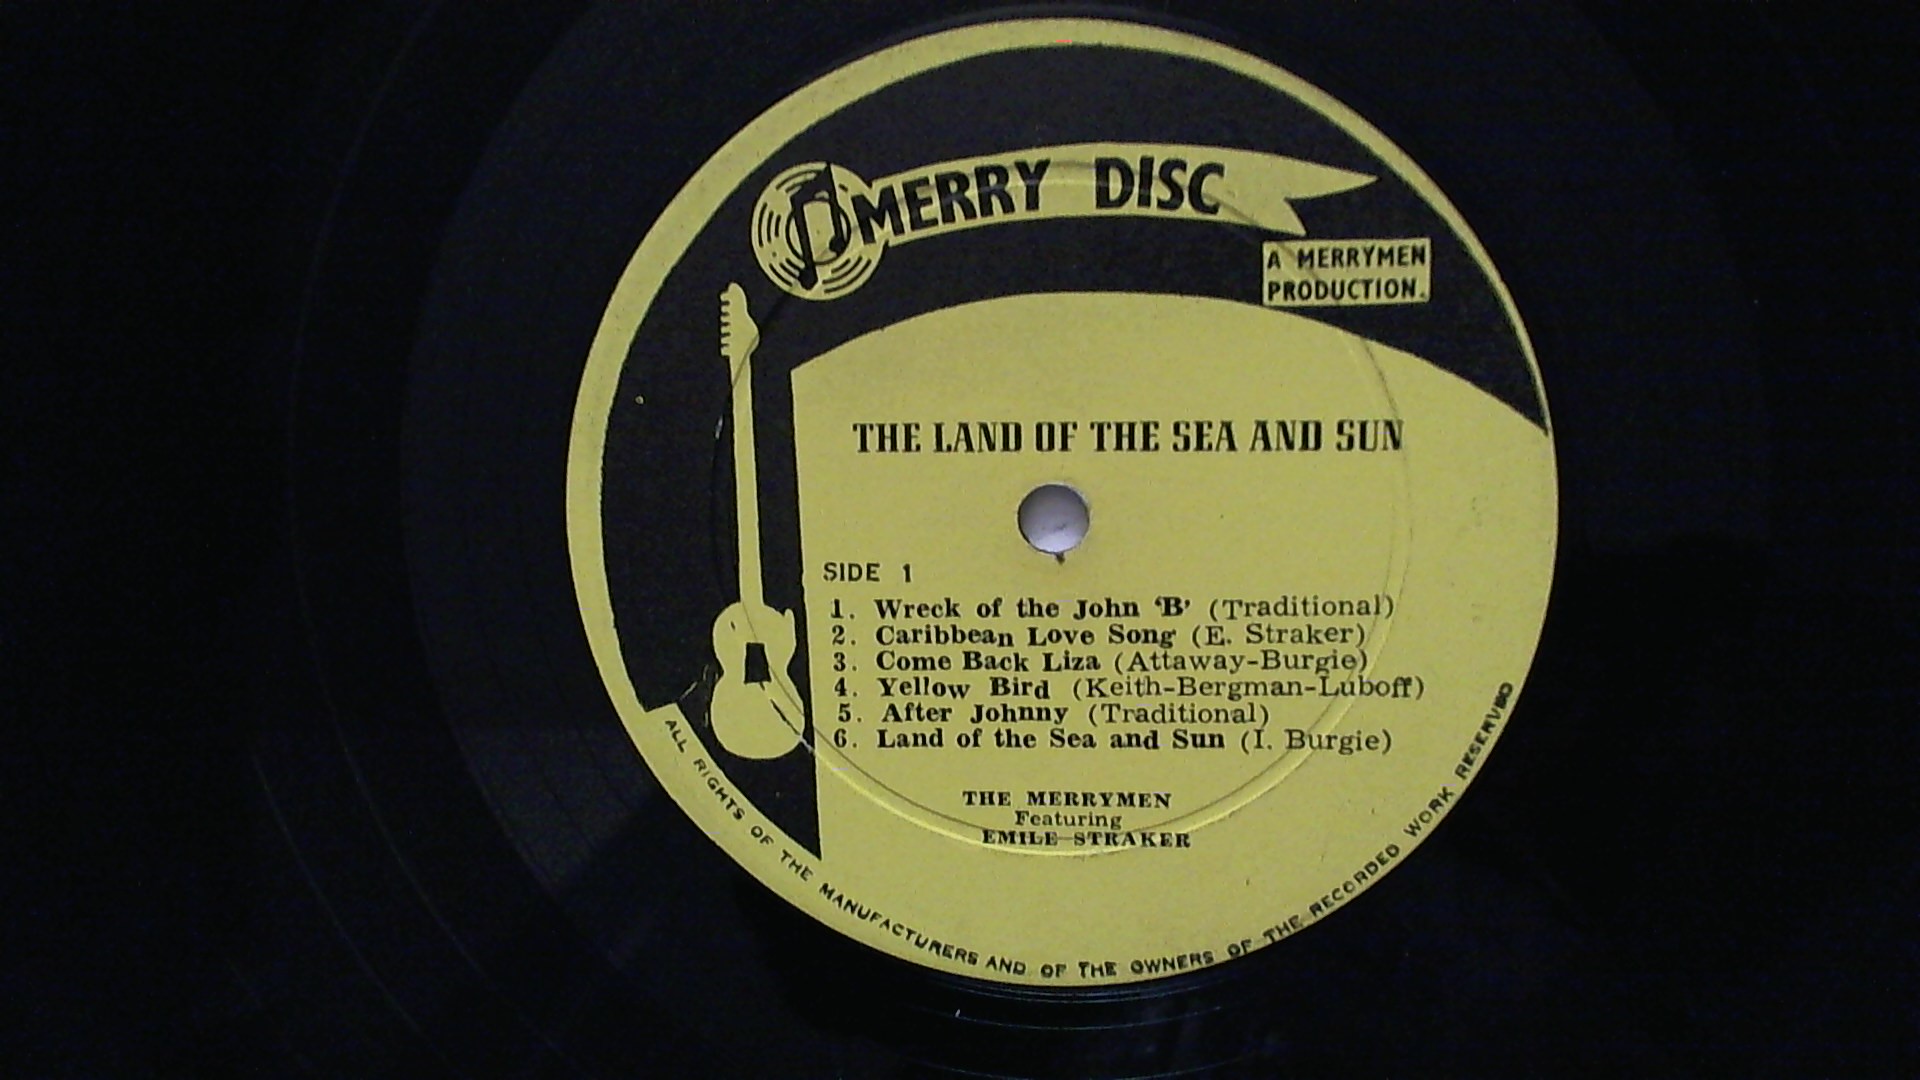 MERRY DISC
A MERRYMEN
PRODUCTION.
THE LAND OF THE SEA AND SUN
SIDE 1
1. Wreck of the John ‘B’ (Traditional)
2. Caribbean Love Song (E. Straker)
3. Come Back Liza (Attaway-Burgie)
4. Yellow Bird (Keith-Bergman-Luboff)
5. After Johnny (Traditional)
6. Land of the Sea and Sun (I. Burgie)
THE MERRYMEN
Featuring
EMILE STRAKER
ALL RIGHTS OF THE MANUFACTURERS AND OF THE OWNERS OF THE RECORDED WORK RESERVED